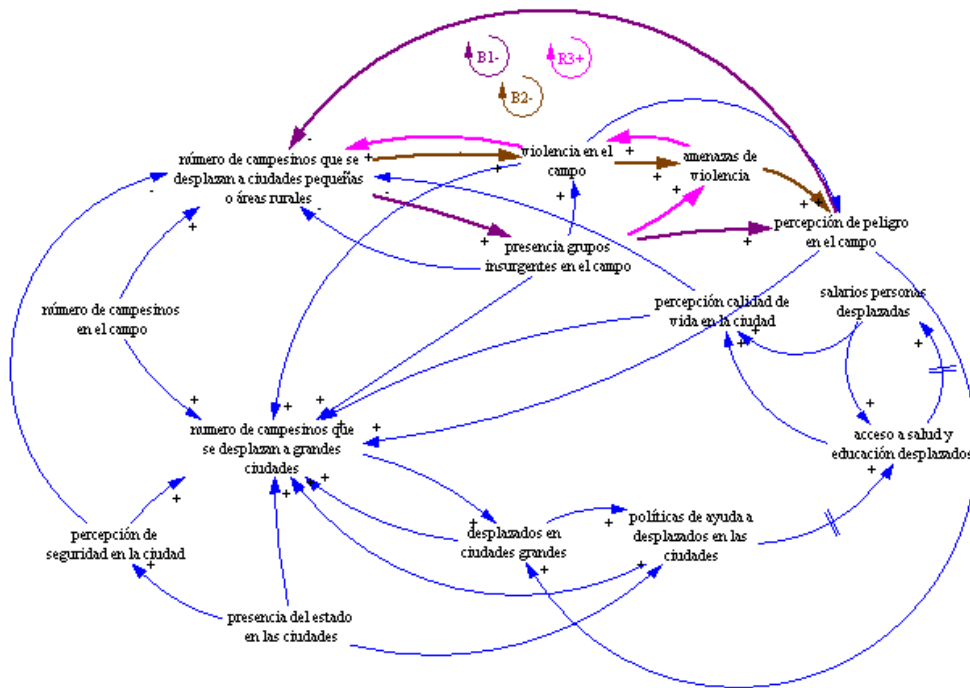 B1-
R3+
B2-
número de campesinos que se
desplazan a ciudades pequeñas
o áreas rurales
violencia en el
campo
amenazas de
violencia
percepción de peligro
en el campo
presencia grupos
insurgentes en el campo
número de campesinos
en el campo
percepción calidad de
vida en la ciudad
salarios personas
desplazadas
numero de campesinos que
se desplazan a grandes
ciudades
acceso a salud y
educación desplazados
percepción de
seguridad en la ciudad
desplazados en
ciudades grandes
políticas de ayuda a
desplazados en las
ciudades
presencia del estado
en las ciudades